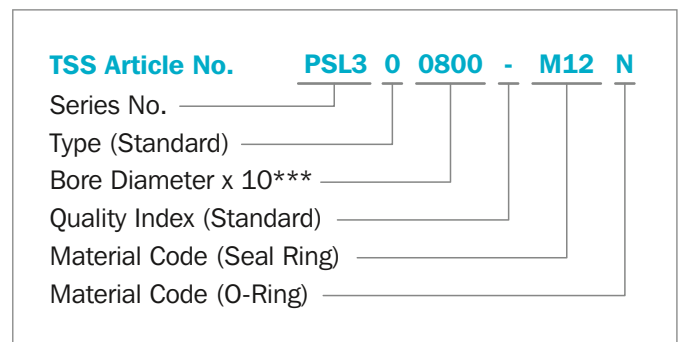 TSS Article No. PSL3 0 0800 - M12 N
Series No.
Type (Standard)
Bore Diameter x 10***
Quality Index (Standard)
Material Code (Seal Ring)
Material Code (O-Ring)